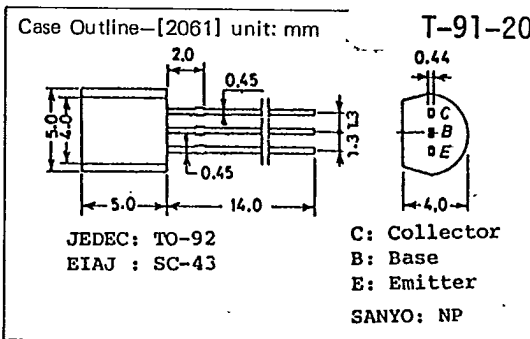 Case Outline—[2061] unit: mm
T-91-20
2.0
0.44
0.45
5.0
4.0
1.3
1.3
C
B
E
0.45
5.0
14.0
4.0
JEDEC: TO-92
EIAJ : SC-43
C: Collector
B: Base
E: Emitter
SANYO: NP